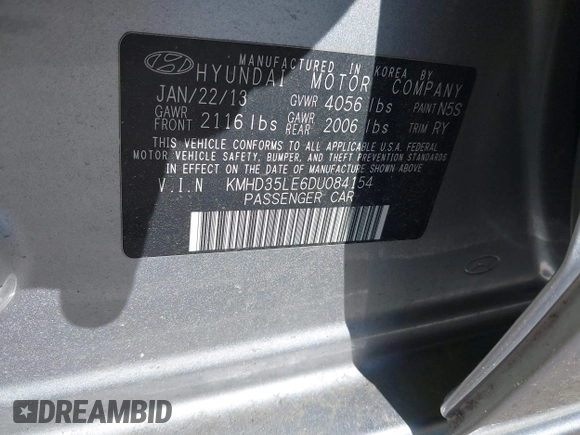 MANUFACTURED IN KOREA BY
HYUNDAI MOTOR COMPANY
JAN/22/13 GVWR 4056 lbs PAINT N5S
GAWR FRONT 2116 lbs GAWR REAR 2006 lbs TRIM RY
THIS VEHICLE CONFORMS TO ALL APPLICABLE U.S.A. FEDERAL
MOTOR VEHICLE SAFETY, BUMPER, AND THEFT PREVENTION STANDARDS
IN EFFECT ON THE DATE OF MANUFACTURE SHOWN ABOVE.
V.I.N KMHD35LE6DU084154
PASSENGER CAR
DREAMBID